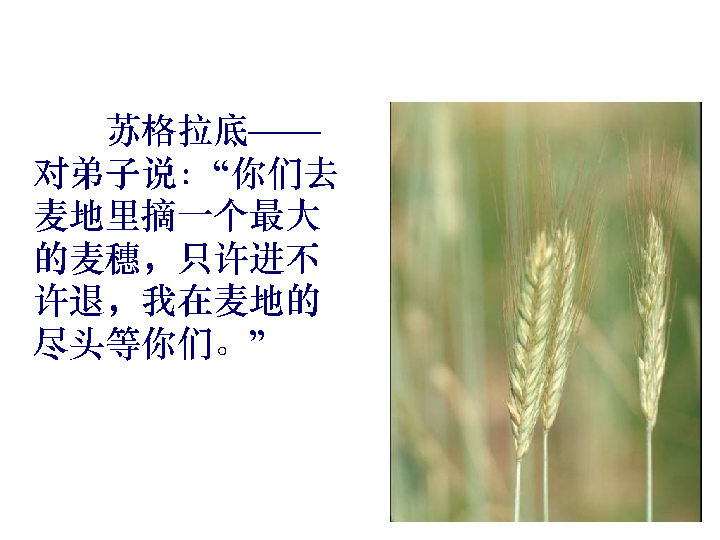 苏格拉底——
对弟子说：“你们去
麦地里摘一个最大
的麦穗，只许进不
许退，我在麦地的
尽头等你们。”